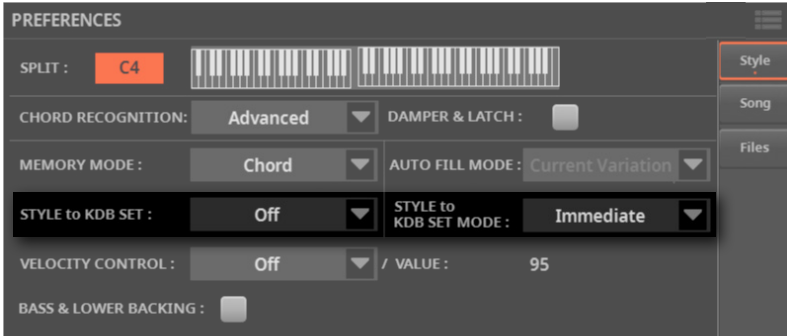 PREFERENCES
SPLIT : C4
Style
CHORD RECOGNITION: Advanced DAMPER & LATCH :
Song
MEMORY MODE : Chord AUTO FILL MODE : Current Variation
Files
STYLE to KDB SET : Off STYLE to
KDB SET MODE : Immediate
VELOCITY CONTROL : Off / VALUE : 95
BASS & LOWER BACKING :